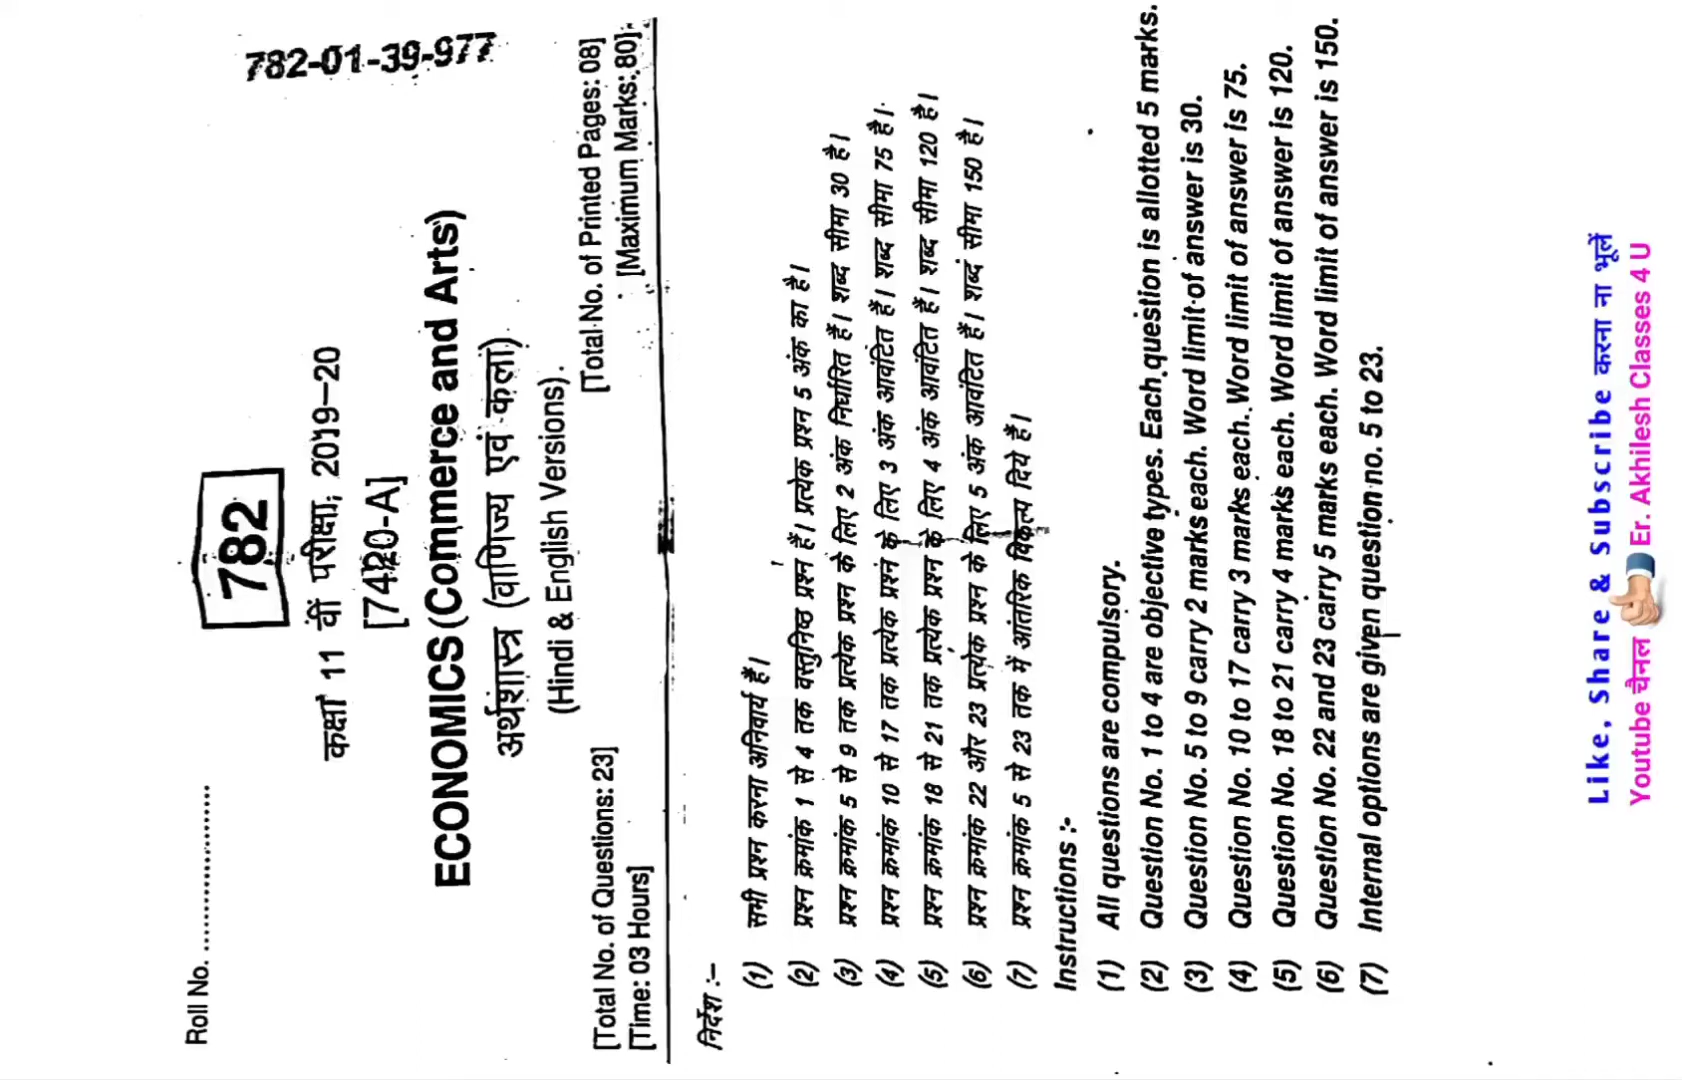 Roll No. ........................
782-01-39-977
782
कक्षा 11 वीं परीक्षा, 2019–20
[7420-A]
ECONOMICS (Commerce and Arts)
अर्थशास्त्र (वाणिज्य एवं कला)
(Hindi & English Versions).
[Total No. of Questions: 23]
[Total No. of Printed Pages: 08]
[Time: 03 Hours]
[Maximum Marks: 80]
निर्देश :–
(1) सभी प्रश्न करना अनिवार्य हैं।
(2) प्रश्न क्रमांक 1 से 4 तक वस्तुनिष्ठ प्रश्न हैं। प्रत्येक प्रश्न 5 अंक का है।
(3) प्रश्न क्रमांक 5 से 9 तक प्रत्येक प्रश्न के लिए 2 अंक निर्धारित हैं। शब्द सीमा 30 है।
(4) प्रश्न क्रमांक 10 से 17 तक प्रत्येक प्रश्न के लिए 3 अंक आवंटित हैं। शब्द सीमा 75 है।
(5) प्रश्न क्रमांक 18 से 21 तक प्रत्येक प्रश्न के लिए 4 अंक आवंटित हैं। शब्द सीमा 120 है।
(6) प्रश्न क्रमांक 22 और 23 प्रत्येक प्रश्न के लिए 5 अंक आवंटित हैं। शब्द सीमा 150 है।
(7) प्रश्न क्रमांक 5 से 23 तक में आंतरिक विकल्प दिये हैं।
Instructions :-
(1) All questions are compulsory.
(2) Question No. 1 to 4 are objective types. Each question is allotted 5 marks.
(3) Question No. 5 to 9 carry 2 marks each. Word limit of answer is 30.
(4) Question No. 10 to 17 carry 3 marks each. Word limit of answer is 75.
(5) Question No. 18 to 21 carry 4 marks each. Word limit of answer is 120.
(6) Question No. 22 and 23 carry 5 marks each. Word limit of answer is 150.
(7) Internal options are given question no. 5 to 23.
Like, Share & Subscribe करना ना भूलें
Youtube चैनल Er. Akhilesh Classes 4 U